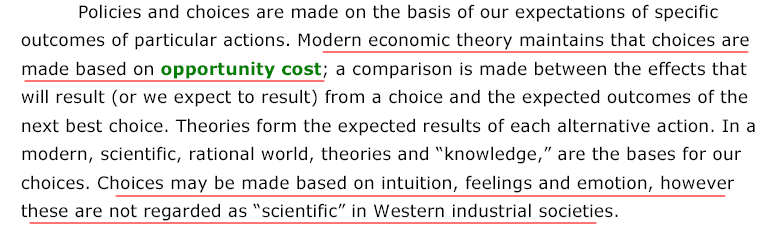 Policies and choices are made on the basis of our expectations of specific
outcomes of particular actions. Modern economic theory maintains that choices are
made based on opportunity cost; a comparison is made between the effects that
will result (or we expect to result) from a choice and the expected outcomes of the
next best choice. Theories form the expected results of each alternative action. In a
modern, scientific, rational world, theories and “knowledge,” are the bases for our
choices. Choices may be made based on intuition, feelings and emotion, however
these are not regarded as “scientific” in Western industrial societies.